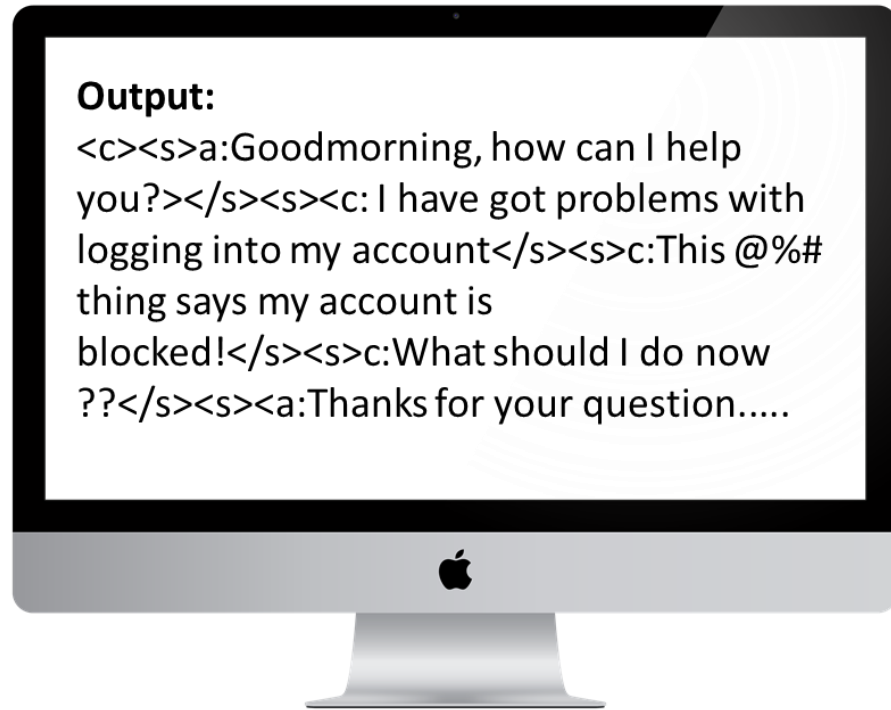 Output:
<c><s>a:Goodmorning, how can I help
you?></s><s><c: I have got problems with
logging into my account</s><s>c:This @%#
thing says my account is
blocked!</s><s>c:What should I do now
??</s><s><a:Thanks for your question.....